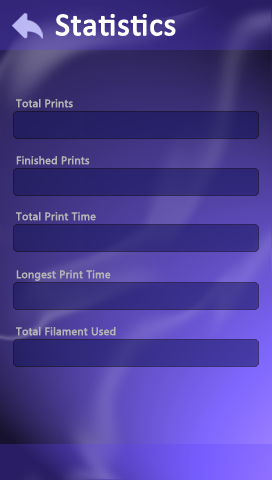 Statistics
Total Prints
Finished Prints
Total Print Time
Longest Print Time
Total Filament Used